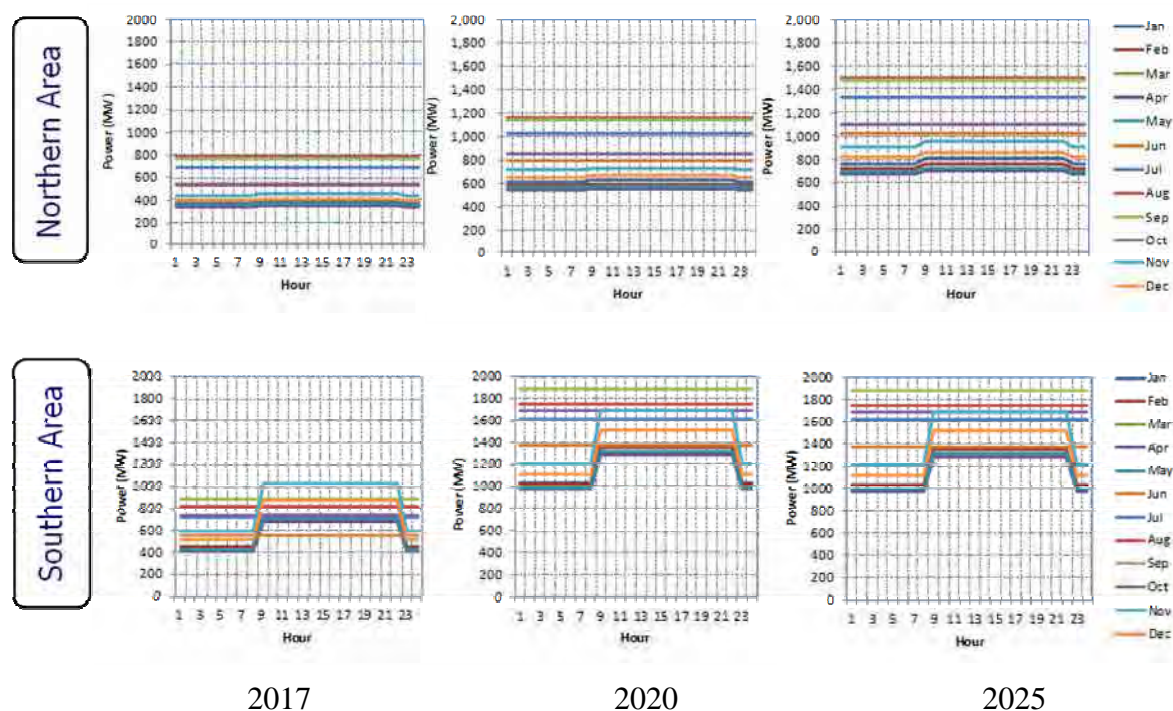 Northern Area
Power (MW)
2000
1800
1600
1400
1200
1000
800
600
400
200
0
1 3 5 7 9 11 13 15 17 19 21 23
Hour
Power (MW)
2,000
1,800
1,600
1,400
1,200
1,000
800
600
400
200
0
1 3 5 7 9 11 13 15 17 19 21 23
Hour
Power (MW)
2,000
1,800
1,600
1,400
1,200
1,000
800
600
400
200
0
1 3 5 7 9 11 13 15 17 19 21 23
Hour
Jan
Feb
Mar
Apr
May
Jun
Jul
Aug
Sep
Oct
Nov
Dec
Southern Area
Power (MW)
2000
1800
1600
1400
1200
1000
800
600
400
200
0
1 3 5 7 9 11 13 15 17 19 21 23
Hour
Power (MW)
2000
1800
1600
1400
1200
1000
800
600
400
200
0
1 3 5 7 9 11 13 15 17 19 21 23
Hour
Power (MW)
2000
1800
1600
1400
1200
1000
800
600
400
200
0
1 3 5 7 9 11 13 15 17 19 21 23
Hour
Jan
Feb
Mar
Apr
May
Jun
Jul
Aug
Sep
Oct
Nov
Dec
2017 2020 2025